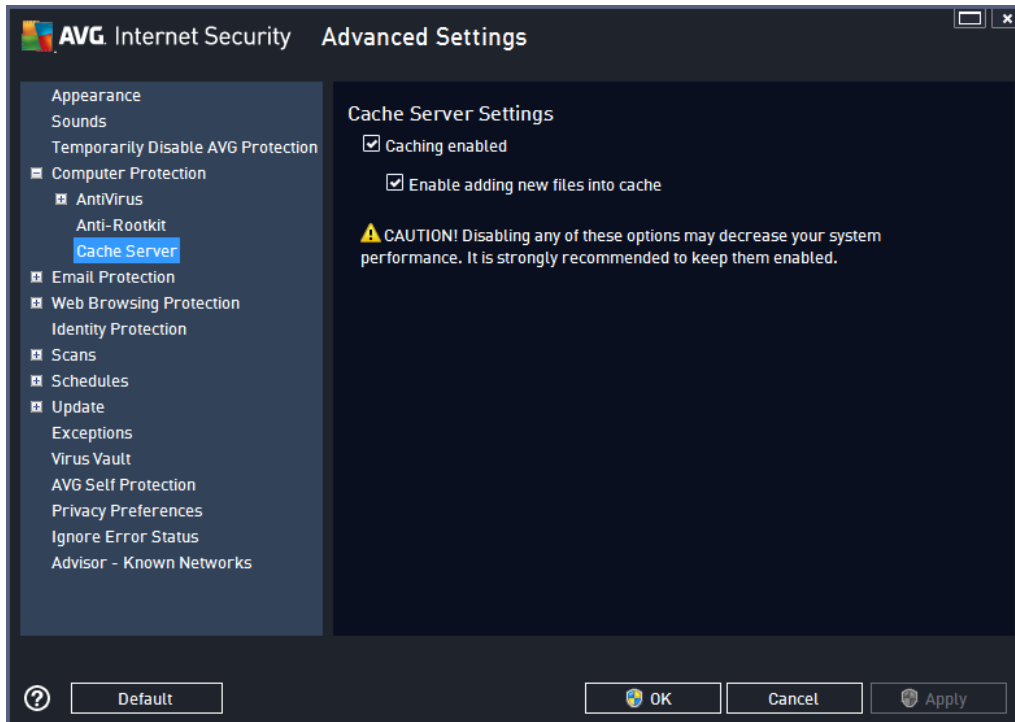 AVG. Internet Security Advanced Settings
Appearance
Sounds
Temporarily Disable AVG Protection
Computer Protection
AntiVirus
Anti-Rootkit
Cache Server
Email Protection
Web Browsing Protection
Identity Protection
Scans
Schedules
Update
Exceptions
Virus Vault
AVG Self Protection
Privacy Preferences
Ignore Error Status
Advisor - Known Networks
Cache Server Settings
Caching enabled
Enable adding new files into cache
CAUTION! Disabling any of these options may decrease your system
performance. It is strongly recommended to keep them enabled.
? Default OK Cancel Apply